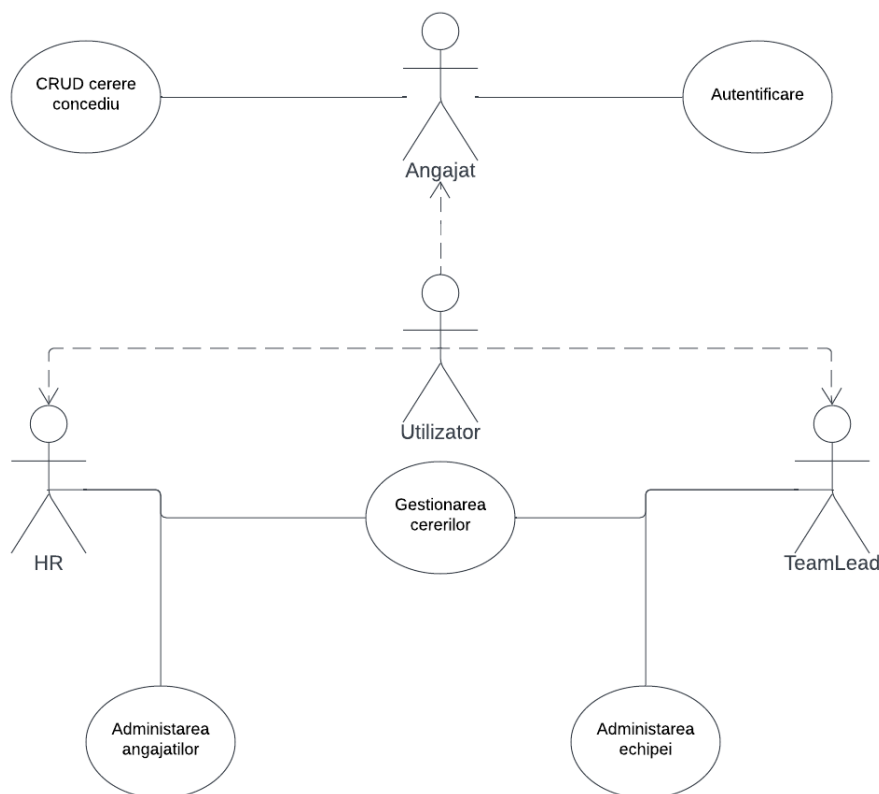 CRUD cerere
concediu
Autentificare
Angajat
Utilizator
Gestionarea
cererilor
HR
TeamLead
Administarea
angajatilor
Administarea
echipei